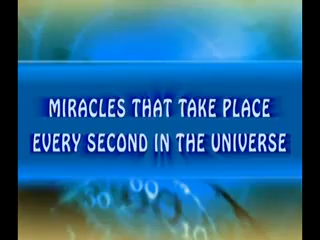 MIRACLES THAT TAKE PLACE
EVERY SECOND IN THE UNIVERSE